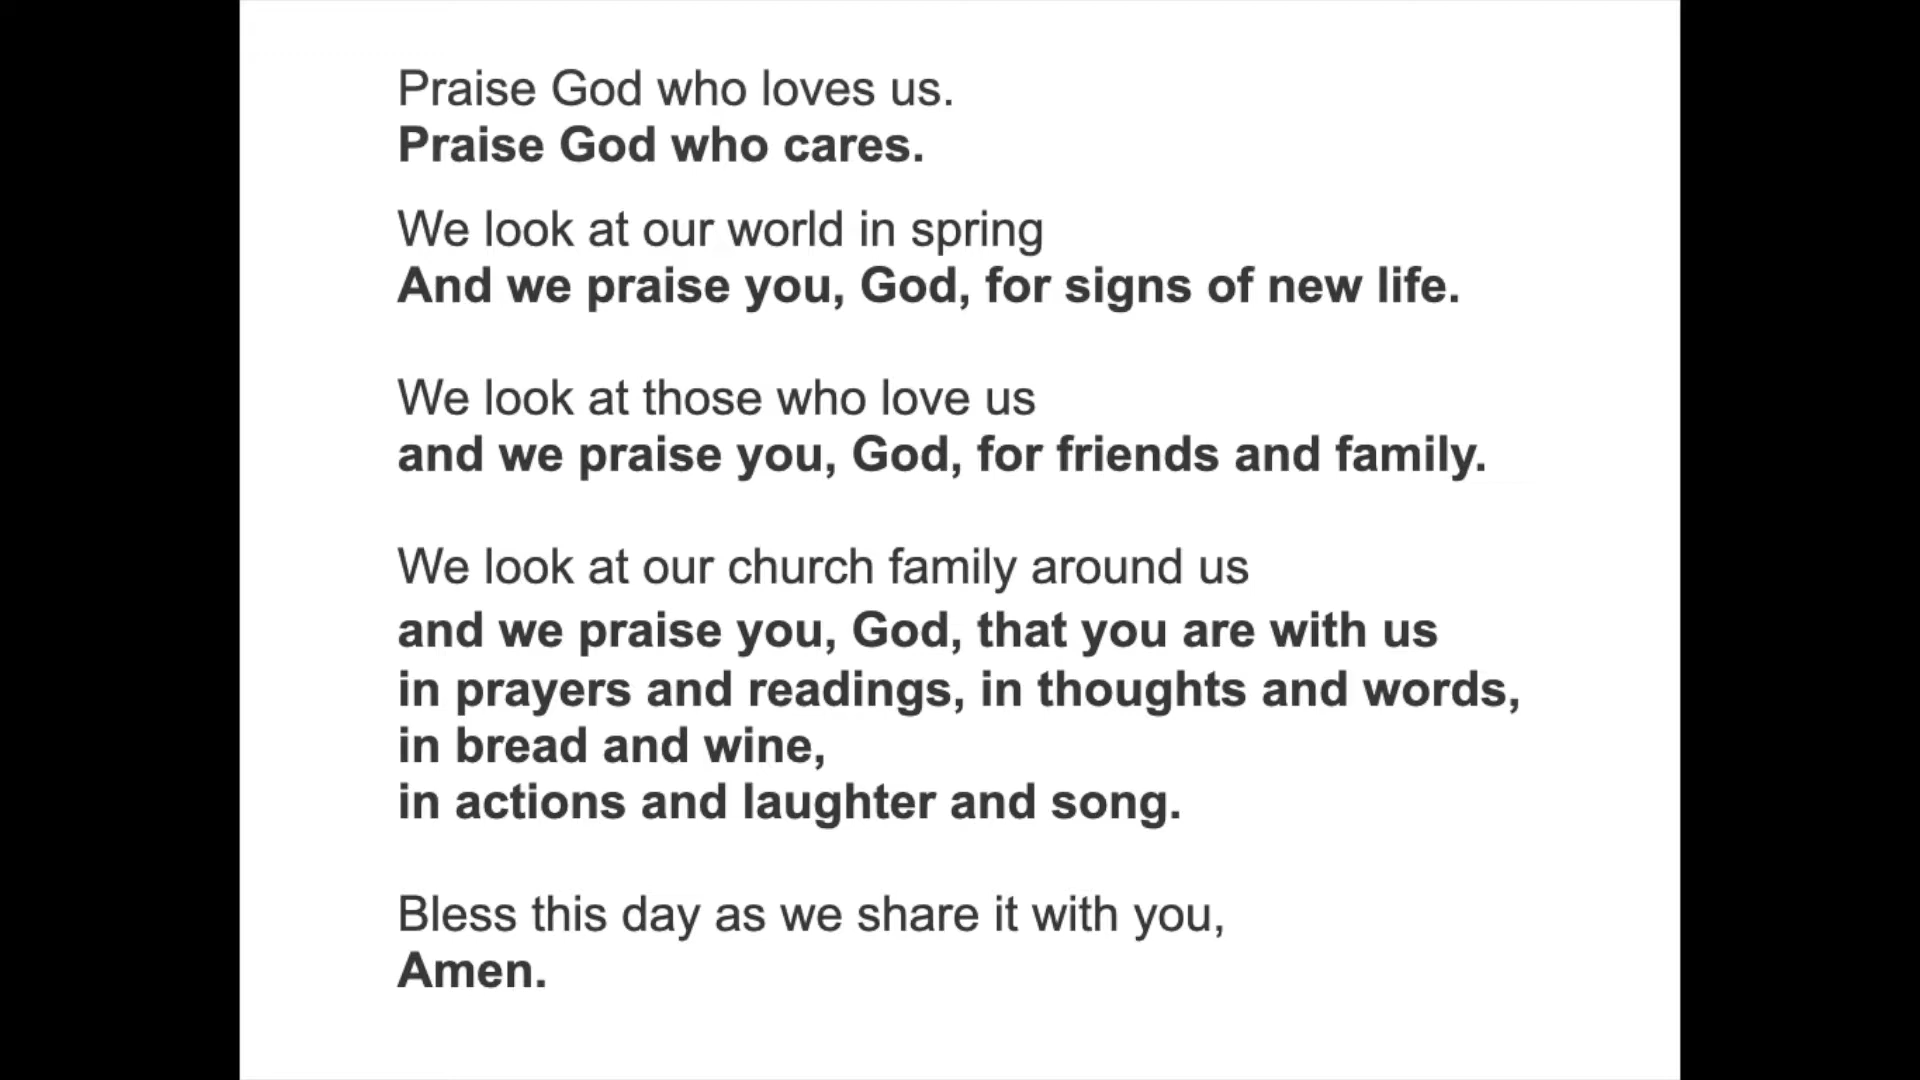 Praise God who loves us.
Praise God who cares.
We look at our world in spring
And we praise you, God, for signs of new life.
We look at those who love us
and we praise you, God, for friends and family.
We look at our church family around us
and we praise you, God, that you are with us
in prayers and readings, in thoughts and words,
in bread and wine,
in actions and laughter and song.
Bless this day as we share it with you,
Amen.